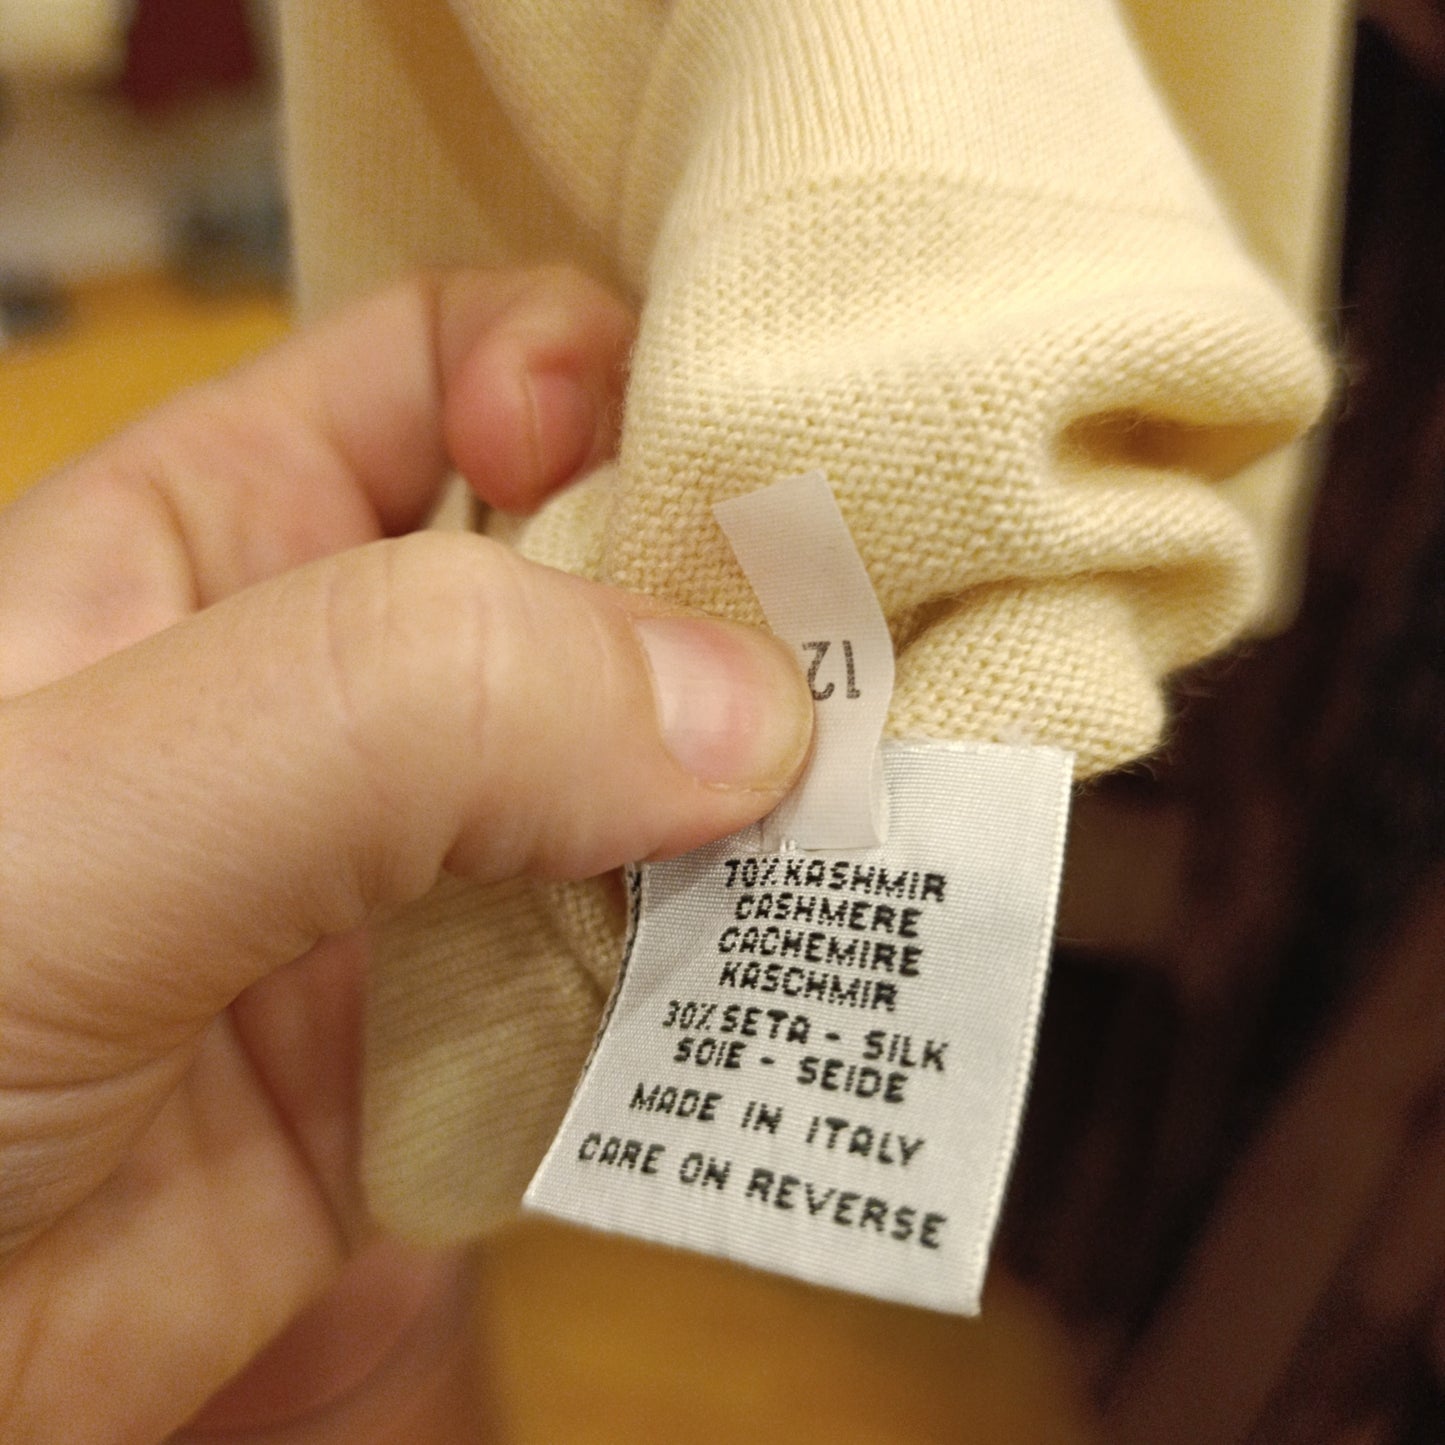 12
70% KASHMIR
CASHMERE
CACHEMIRE
KASCHMIR
30% SETA - SILK
SOIE - SEIDE
MADE IN ITALY
CARE ON REVERSE